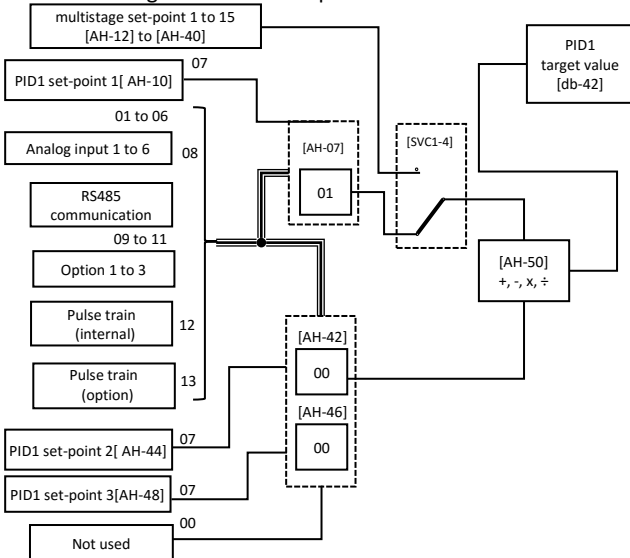 multistage set-point 1 to 15
[AH-12] to [AH-40]
PID1
target value
[db-42]
07
PID1 set-point 1[ AH-10]
01 to 06
[AH-07]
[SVC1-4]
Analog input 1 to 6
08
01
RS485
communication
09 to 11
Option 1 to 3
[AH-50]
+, -, x, ÷
Pulse train
(internal)
12
[AH-42]
00
Pulse train
(option)
13
[AH-46]
00
PID1 set-point 2[ AH-44]
07
PID1 set-point 3[AH-48]
07
00
Not used